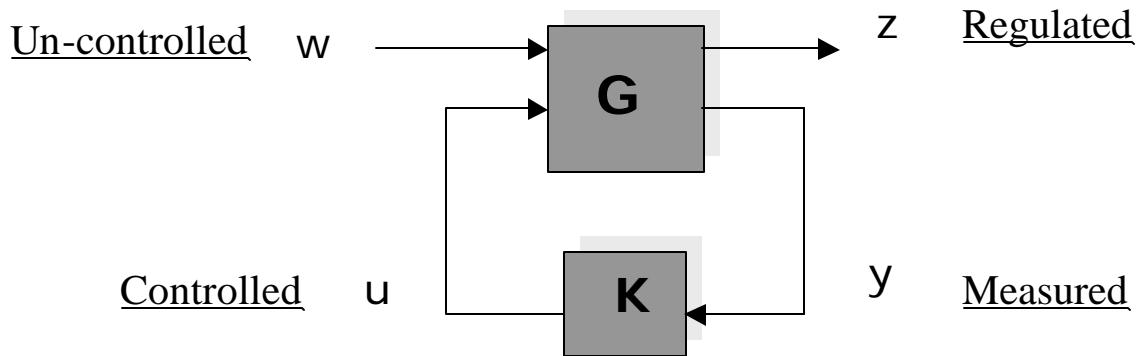 Un-controlled w z Regulated
G
Controlled u K y Measured